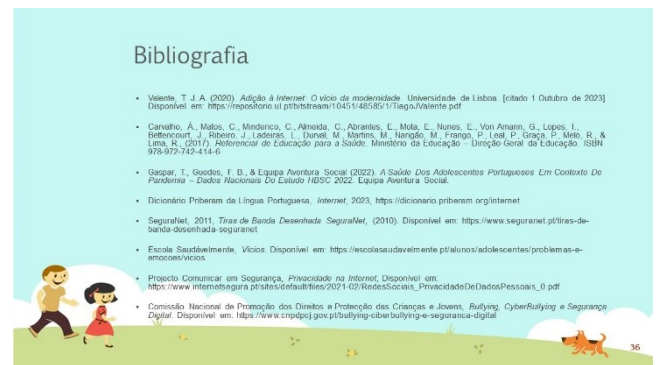 Bibliografia
• Valente, T. J. A. (2020). Adição à Internet: O vício da modernidade. Universidade de Lisboa. [citado 1 Outubro de 2023]
Disponível em: https://repositorio.ul.pt/bitstream/10451/48585/1/TiagoJValente.pdf
• Carvalho, Á., Matos, C., Minderico, C., Almeida, C., Abrantes, E., Mota, E., Nunes, E., Von Amann, G., Lopes, I.,
Bettencourt, J., Ribeiro, J., Ladeiras, L., Durval, M., Martins, M., Narigão, M., Frango, P., Leal, P., Graça, P., Melo, R., &
Lima, R., (2017). Referencial de Educação para a Saúde. Ministério da Educação – Direção-Geral da Educação. ISBN
978-972-742-414-6
• Gaspar, T., Guedes, F. B., & Equipa Aventura Social (2022). A Saúde Dos Adolescentes Portugueses Em Contexto De
Pandemia – Dados Nacionais Do Estudo HBSC 2022. Equipa Aventura Social.
• Dicionário Priberam da Língua Portuguesa, Internet, 2023, https://dicionario.priberam.org/internet
• SeguraNet, 2011, Tiras de Banda Desenhada SeguraNet, (2010). Disponível em: https://www.seguranet.pt/tiras-de-
banda-desenhada-seguranet
• Escola Saudávelmente, Vícios. Disponível em: https://escolasaudavelmente.pt/alunos/adolescentes/problemas-e-
emocoes/vicios
• Projecto Comunicar em Segurança, Privacidade na Internet, Disponível em:
https://www.internetsegura.pt/sites/default/files/2021-02/RedesSociais_PrivacidadeDeDadosPessoais_0.pdf
• Comissão Nacional de Promoção dos Direitos e Protecção das Crianças e Jovens, Bullying, CyberBullying e Segurança
Digital. Disponível em: https://www.cnpdpcj.gov.pt/bullying-ciberbullying-e-seguranca-digital
36